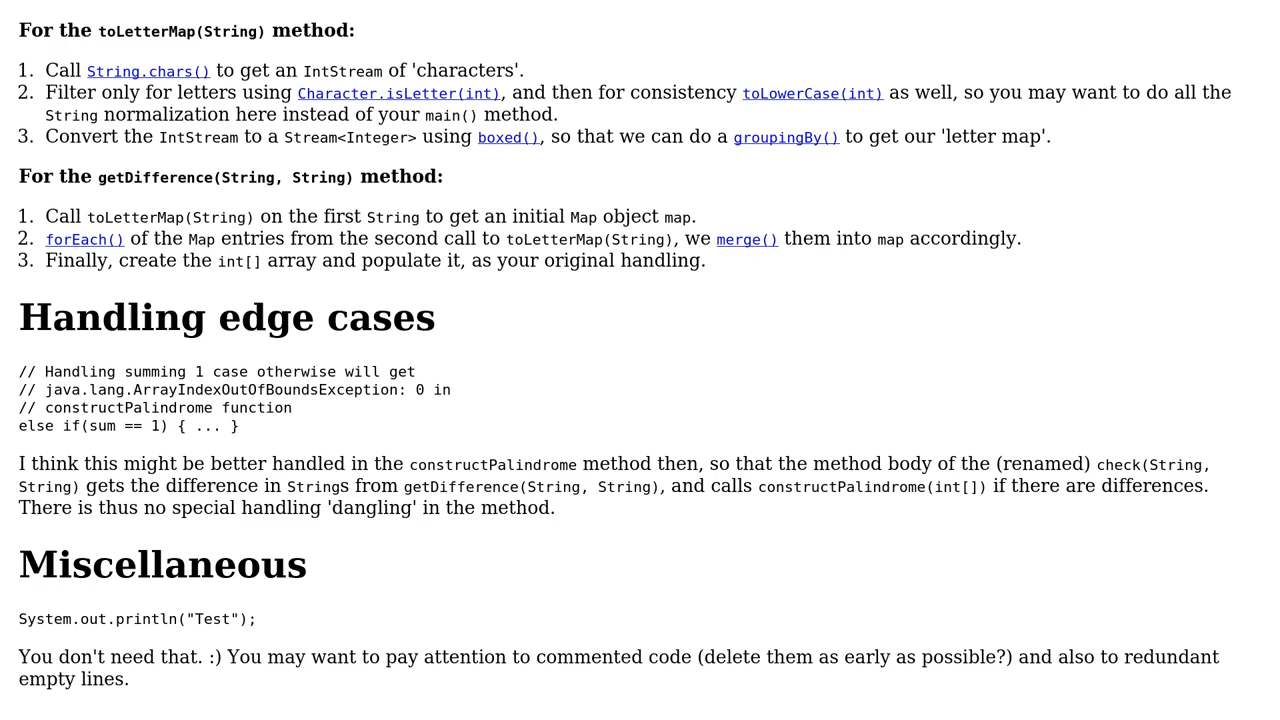 For the toLetterMap(String) method:
1. Call String.chars() to get an IntStream of 'characters'.
2. Filter only for letters using Character.isLetter(int), and then for consistency toLowerCase(int) as well, so you may want to do all the
String normalization here instead of your main() method.
3. Convert the IntStream to a Stream<Integer> using boxed(), so that we can do a groupingBy() to get our 'letter map'.
For the getDifference(String, String) method:
1. Call toLetterMap(String) on the first String to get an initial Map object map.
2. forEach() of the Map entries from the second call to toLetterMap(String), we merge() them into map accordingly.
3. Finally, create the int[] array and populate it, as your original handling.
Handling edge cases
// Handling summing 1 case otherwise will get
// java.lang.ArrayIndexOutOfBoundsException: 0 in
// constructPalindrome function
else if(sum == 1) { ... }
I think this might be better handled in the constructPalindrome method then, so that the method body of the (renamed) check(String,
String) gets the difference in Strings from getDifference(String, String), and calls constructPalindrome(int[]) if there are differences.
There is thus no special handling 'dangling' in the method.
Miscellaneous
System.out.println("Test");
You don't need that. :) You may want to pay attention to commented code (delete them as early as possible?) and also to redundant
empty lines.